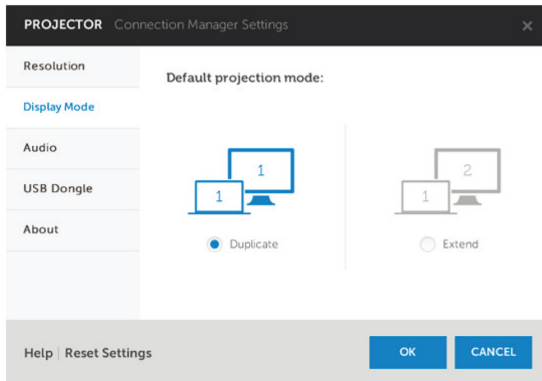 PROJECTOR Connection Manager Settings
Resolution
Display Mode
Audio
USB Dongle
About
Default projection mode:
1
1
Duplicate
1
2
Extend
Help | Reset Settings
OK
CANCEL